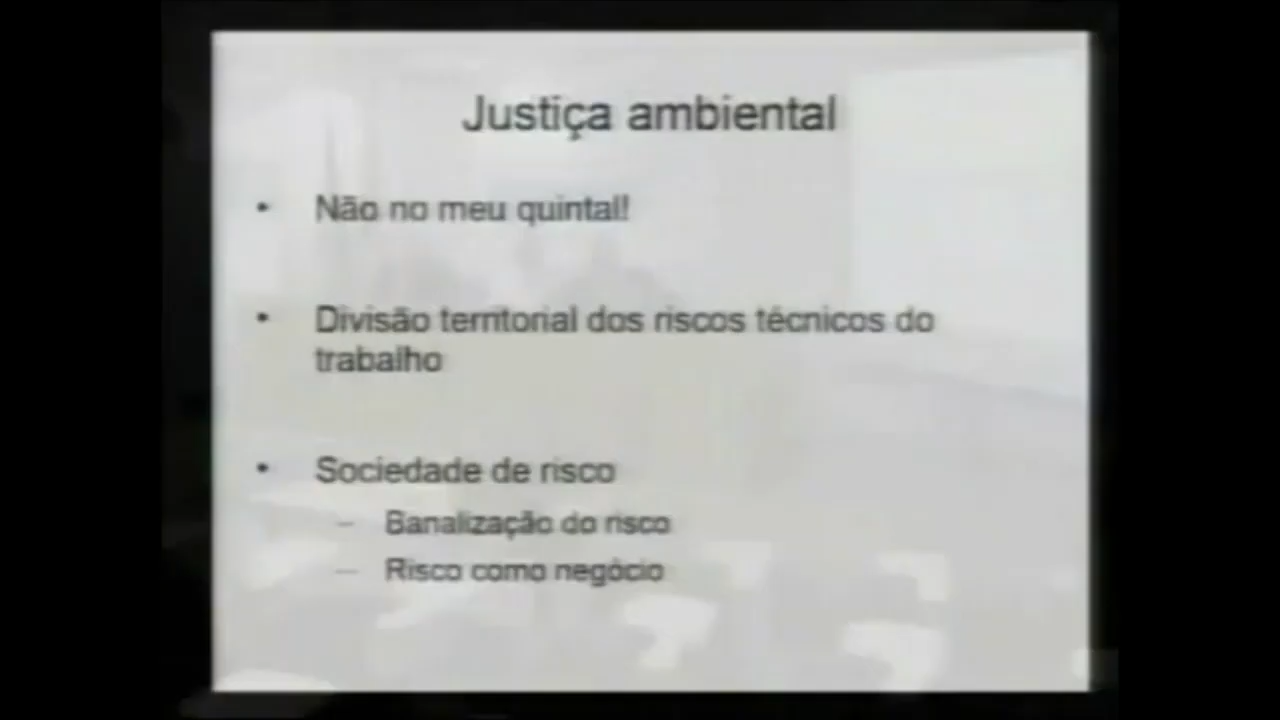 Justiça ambiental
• Não no meu quintal!
• Divisão territorial dos riscos técnicos do
trabalho
• Sociedade de risco
– Banalização do risco
– Risco como negócio